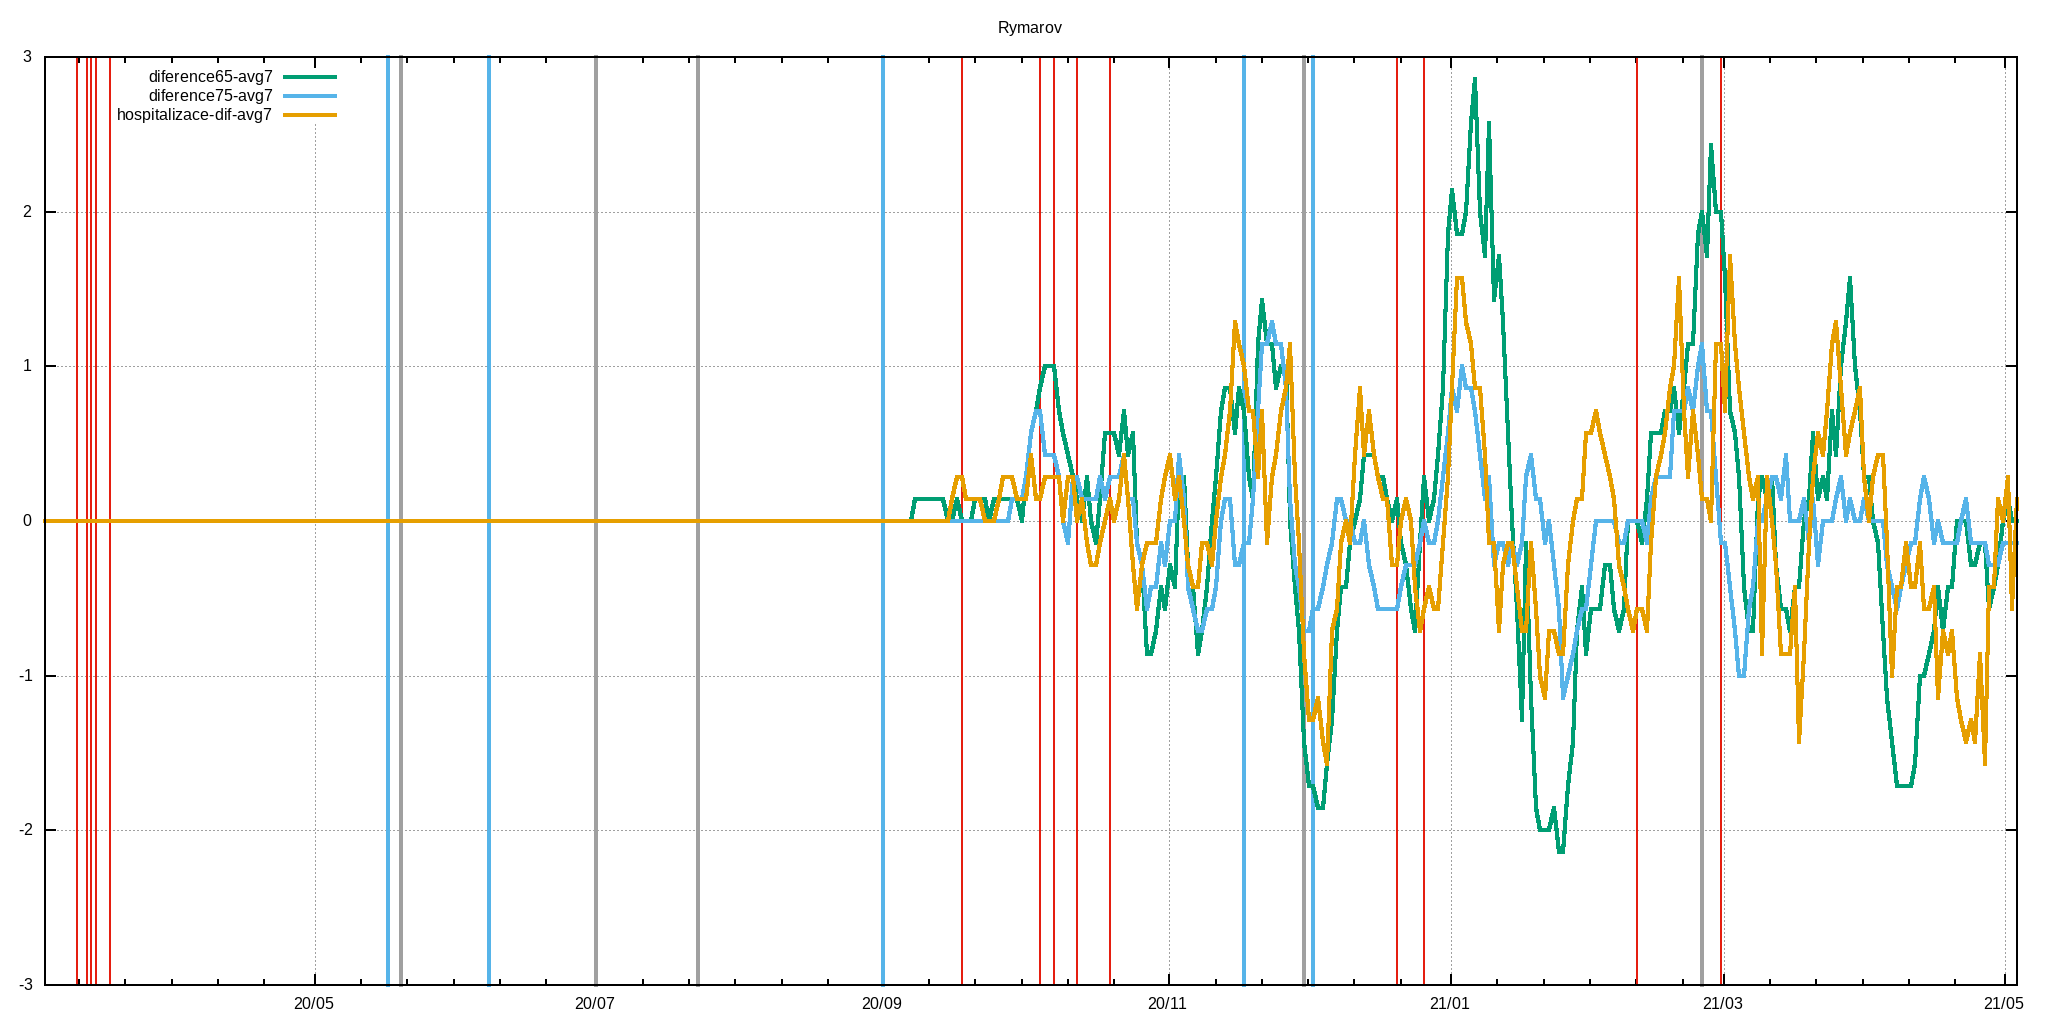 Rymarov
3
diference65-avg7
diference75-avg7
hospitalizace-dif-avg7
2
1
0
-1
-2
-3
20/05 20/07 20/09 20/11 21/01 21/03 21/05